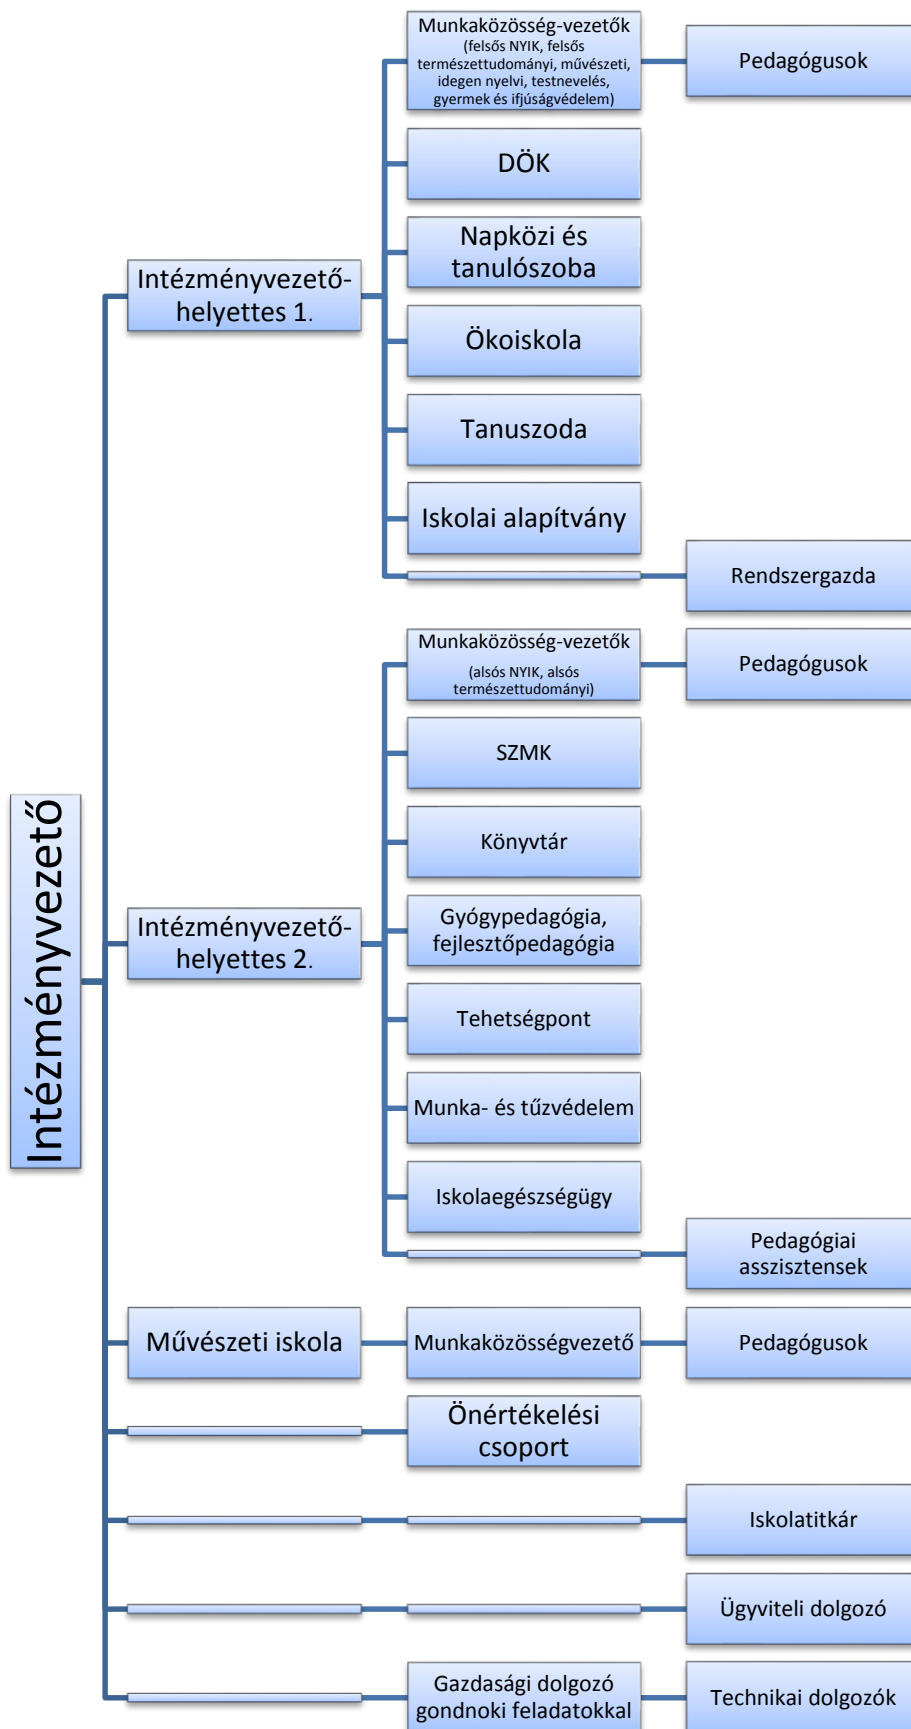 Munkaközösség-vezetők
(felsős NYIK, felsős
természettudományi, művészeti,
idegen nyelvi, testnevelés,
gyermek és ifjúságvédelem)
Pedagógusok
DÖK
Napközi és
tanulószoba
Intézményvezető-
helyettes 1.
Ökoiskola
Tanuszoda
Iskolai alapítvány
Rendszergazda
Munkaközösség-vezetők
(alsós NYIK, alsós
természettudományi)
Pedagógusok
SZMK
Könyvtár
Intézményvezető
Intézményvezető-
helyettes 2.
Gyógypedagógia,
fejlesztőpedagógia
Tehetségpont
Munka- és tűzvédelem
Iskolaegészségügy
Pedagógiai
asszisztensek
Művészeti iskola
Munkaközösségvezető
Pedagógusok
Önértékelési
csoport
Iskolatitkár
Ügyviteli dolgozó
Gazdasági dolgozó
gondnoki feladatokkal
Technikai dolgozók